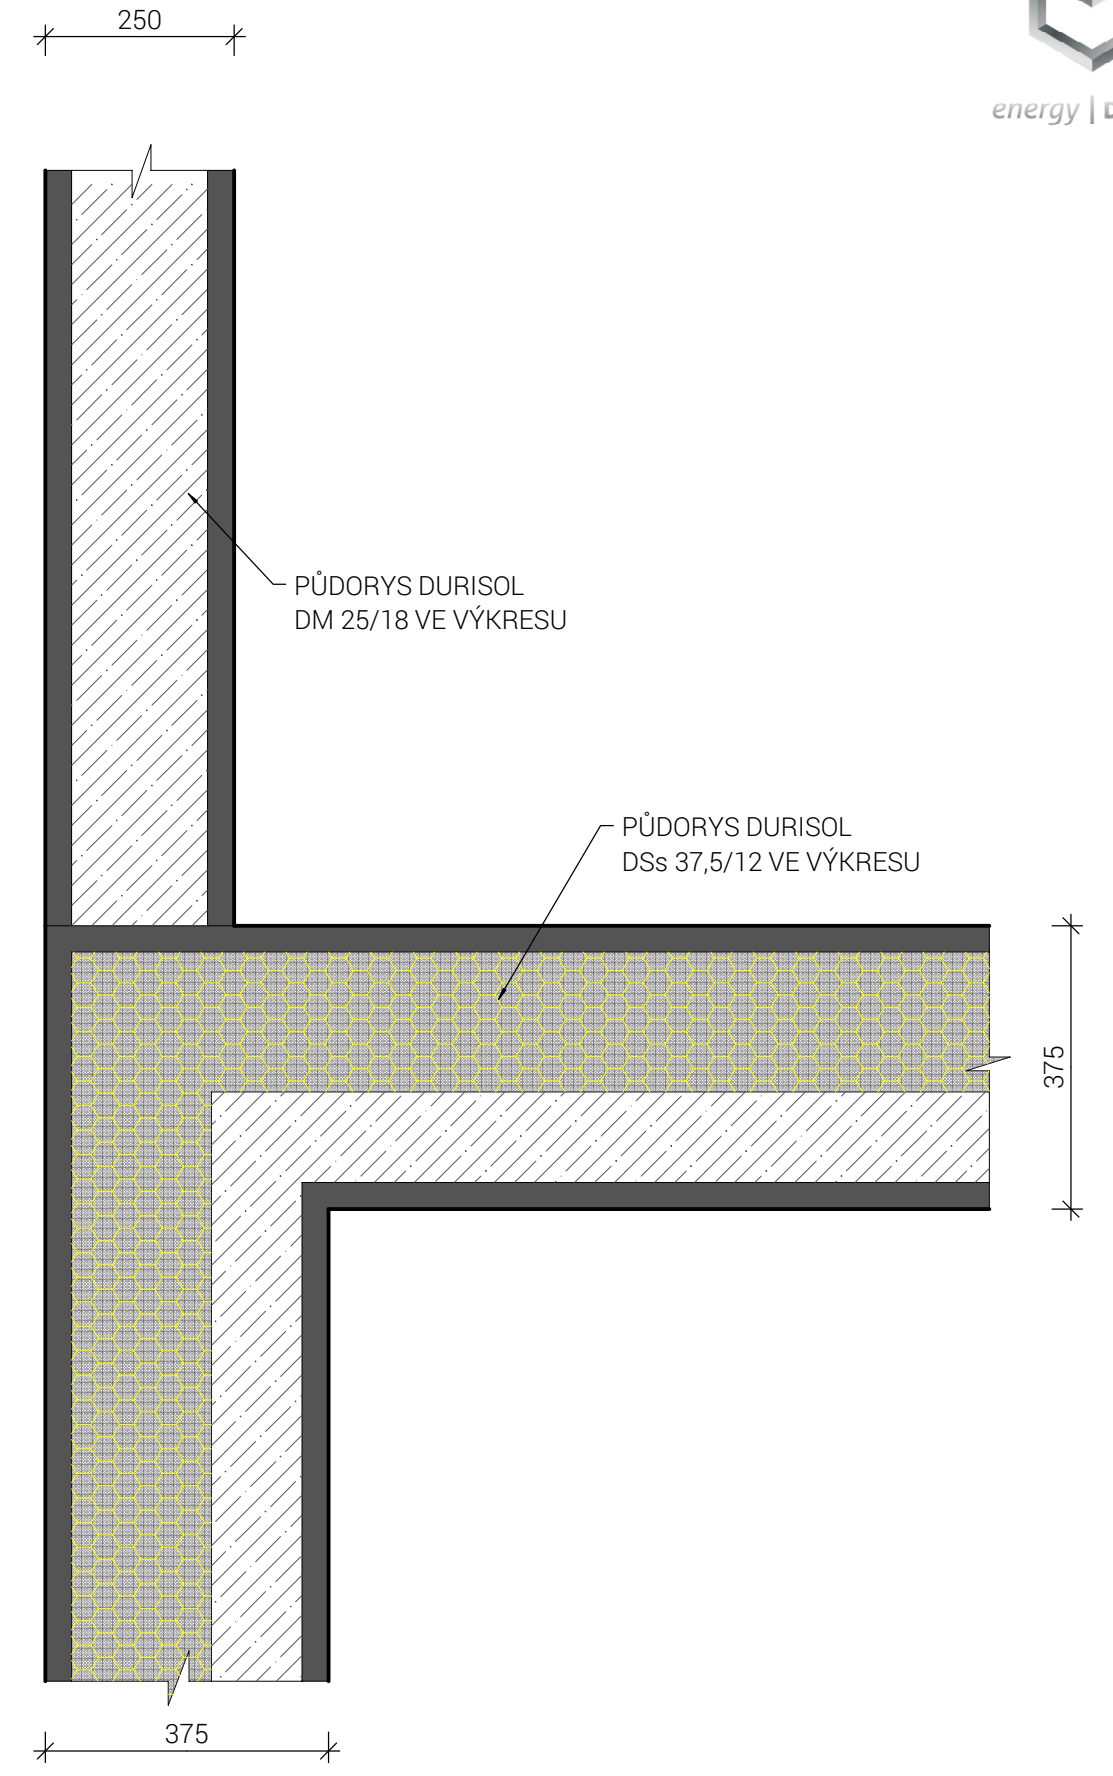 250
energy |
PŮDORYS DURISOL
DM 25/18 VE VÝKRESU
PŮDORYS DURISOL
DSs 37,5/12 VE VÝKRESU
375
375